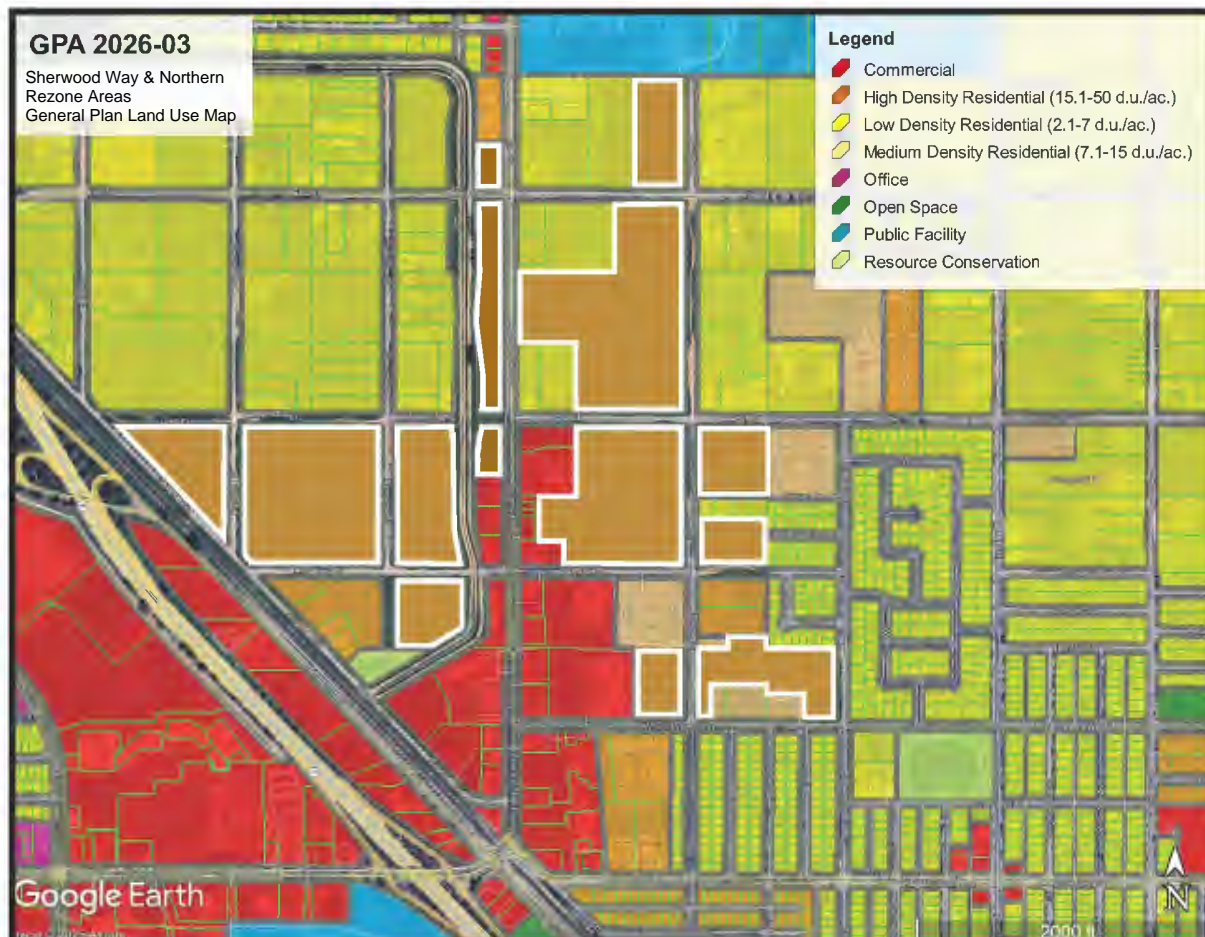 GPA 2026-03
Sherwood Way & Northern
Rezone Areas
General Plan Land Use Map
Legend
Commercial
High Density Residential (15.1-50 d.u./ac.)
Low Density Residential (2.1-7 d.u./ac.)
Medium Density Residential (7.1-15 d.u./ac.)
Office
Open Space
Public Facility
Resource Conservation
Google Earth
N
2000 ft